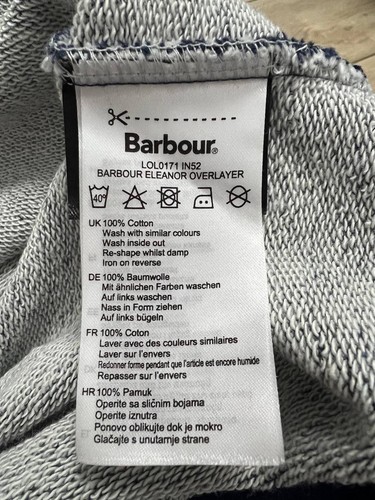 Barbour®
LOL0171 IN52
BARBOUR ELEANOR OVERLAYER
40°
UK 100% Cotton
Wash with similar colours
Wash inside out
Re-shape whilst damp
Iron on reverse
DE 100% Baumwolle
Mit ähnlichen Farben waschen
Auf links waschen
Nass in Form ziehen
Auf links bügeln
FR 100% Coton
Laver avec des couleurs similaires
Laver sur l'envers
Redonner forme pendant que l'article est encore humide
Repasser sur l'envers
HR 100% Pamuk
Operite sa sličnim bojama
Operite iznutra
Ponovo oblikujte dok je mokro
Glačajte s unutarnje strane